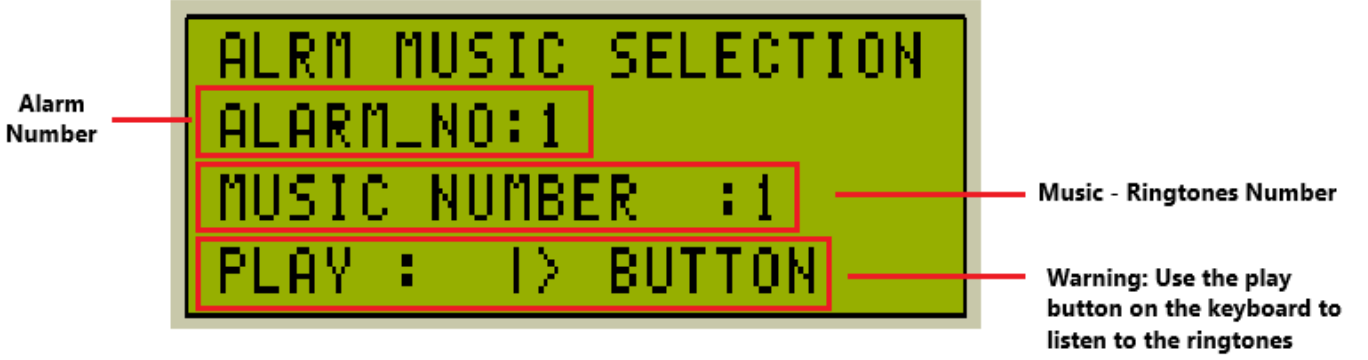 ALRM MUSIC SELECTION
Alarm
Number
ALARM_NO:1
MUSIC NUMBER :1
Music - Ringtones Number
PLAY : |> BUTTON
Warning: Use the play
button on the keyboard to
listen to the ringtones